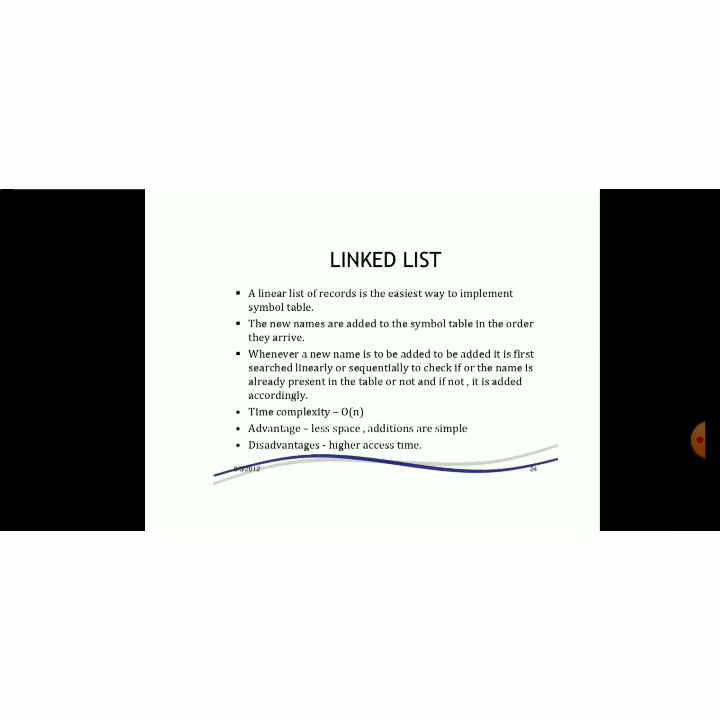 LINKED LIST
▪ A linear list of records is the easiest way to implement
symbol table.
▪ The new names are added to the symbol table in the order
they arrive.
▪ Whenever a new name is to be added to be added it is first
searched linearly or sequentially to check if or the name is
already present in the table or not and if not , it is added
accordingly.
• Time complexity – O(n)
• Advantage – less space , additions are simple
• Disadvantages - higher access time.
24